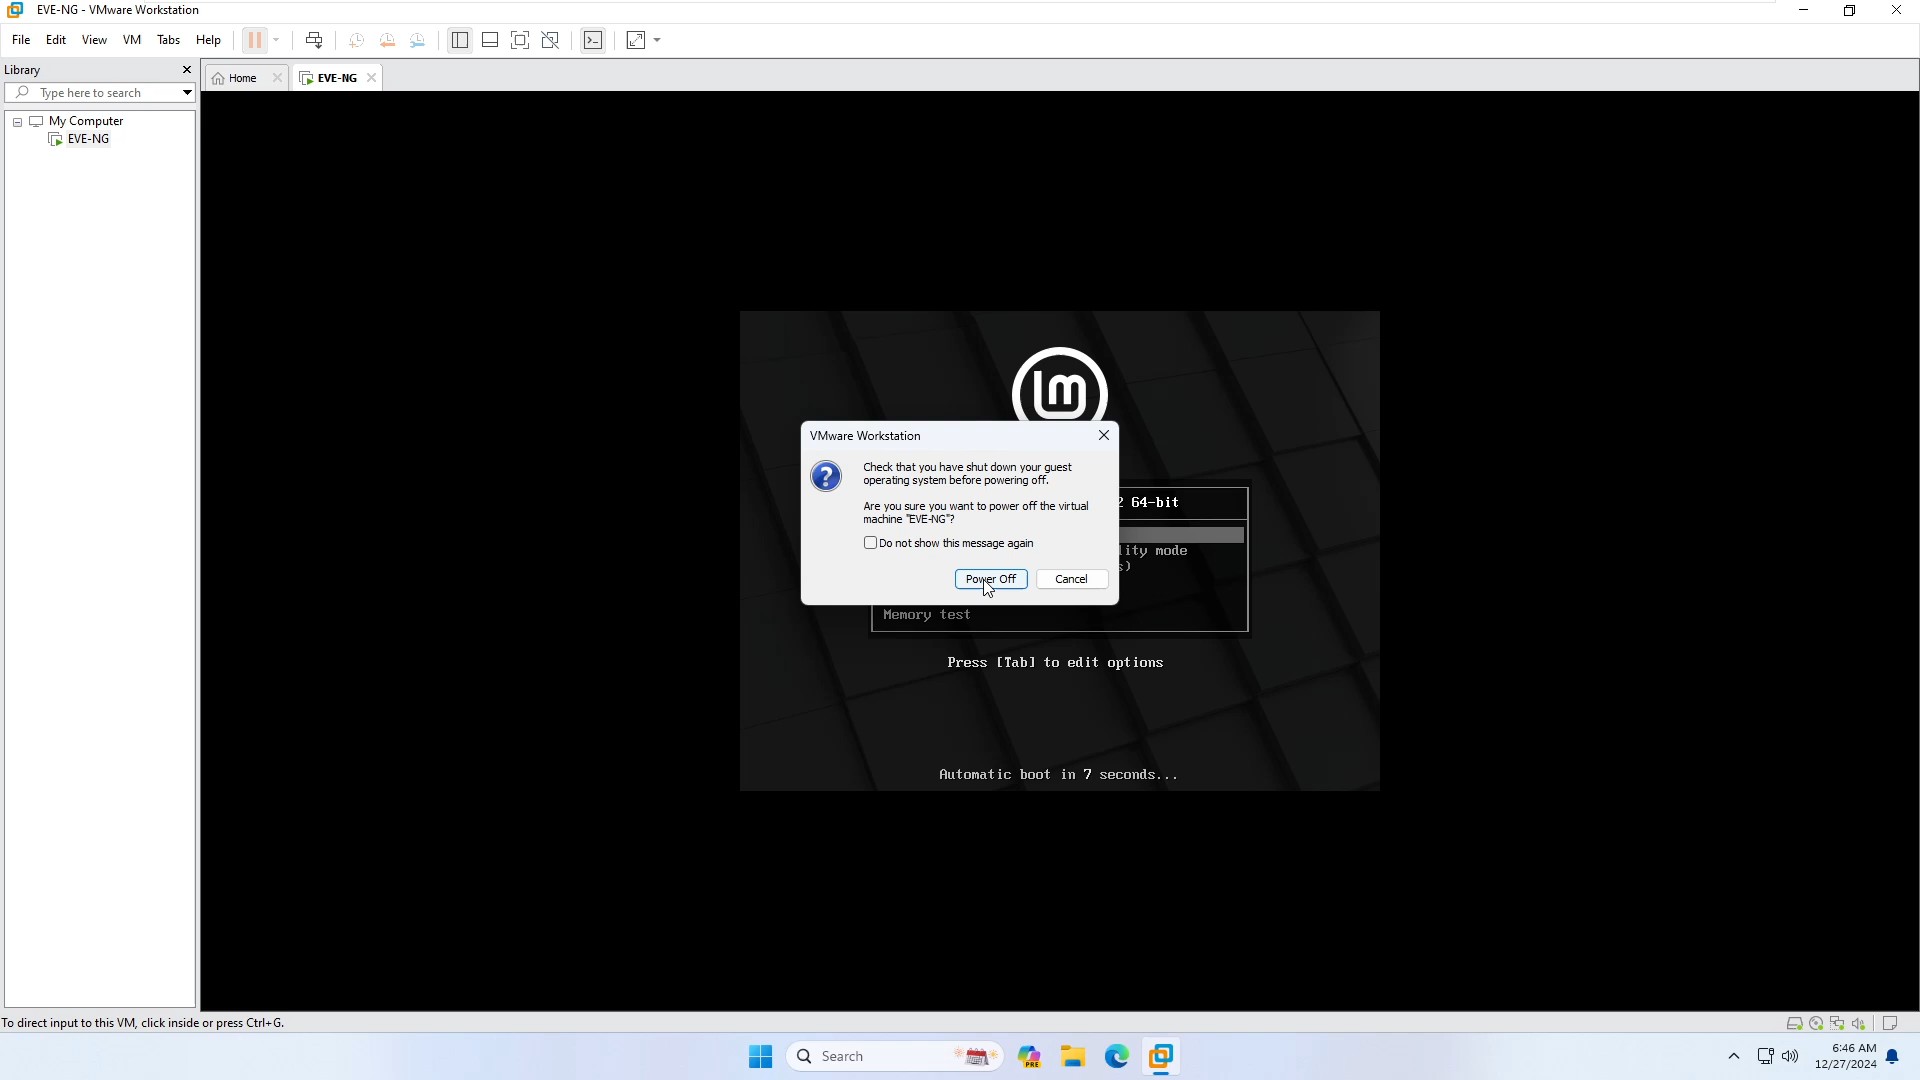 EVE-NG - VMware Workstation
File Edit View VM Tabs Help
Library
Type here to search
Home
EVE-NG
My Computer
EVE-NG
lm
VMware Workstation
Check that you have shut down your guest
operating system before powering off.
Are you sure you want to power off the virtual
machine "EVE-NG"?
Do not show this message again
Power Off
Cancel
2 64-bit
lity mode
s)
Memory test
Press [Tab] to edit options
Automatic boot in 7 seconds...
To direct input to this VM, click inside or press Ctrl+G.
Search
PRE
6:46 AM
12/27/2024